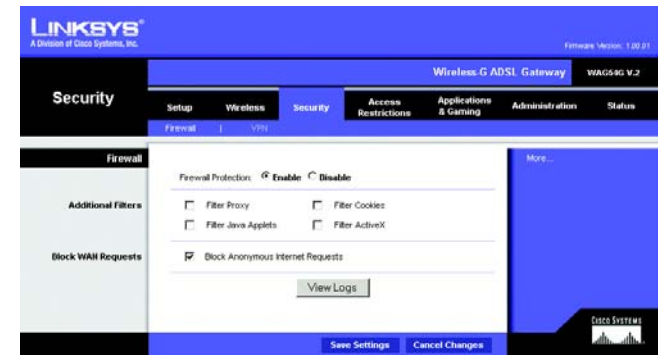 LINKSYS®
A Division of Cisco Systems, Inc.
Firmware Version: 1.00.01
Wireless-G ADSL Gateway WAG54G V.2
Security
Setup Wireless Security Access Restrictions Applications & Gaming Administration Status
Firewall | VPN
Firewall
More...
Firewall Protection: Enable Disable
Additional Filters
Filter Proxy Filter Cookies
Filter Java Applets Filter ActiveX
Block WAN Requests
Block Anonymous Internet Requests
View Logs
Save Settings Cancel Changes
CISCO SYSTEMS